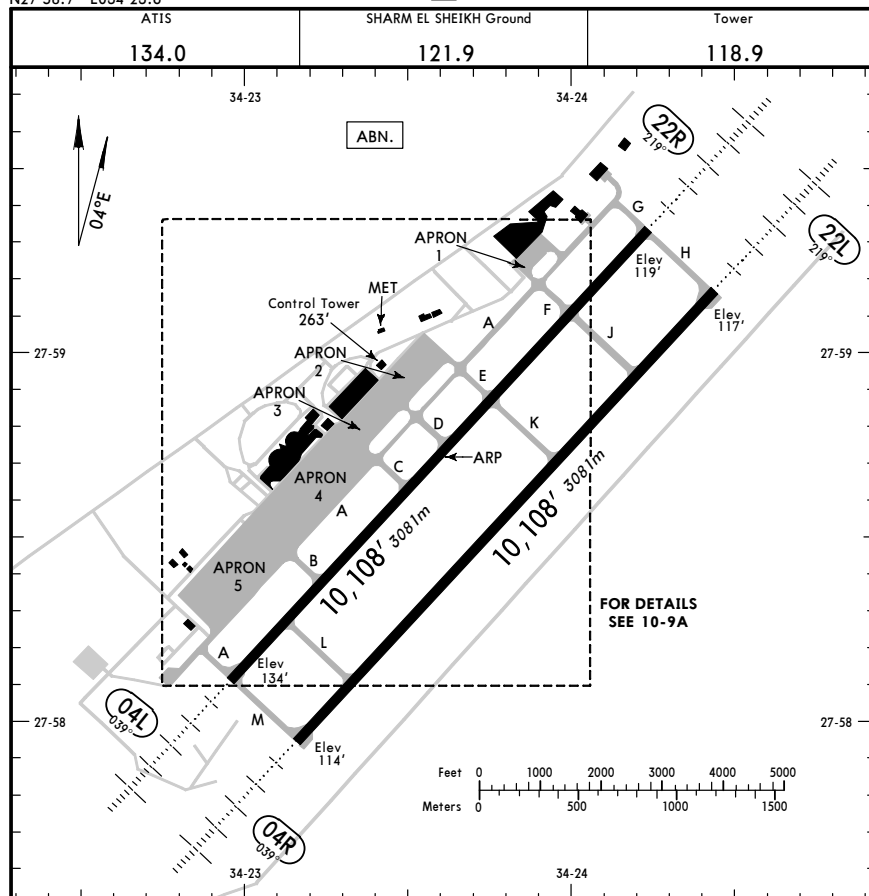 ATIS
134.0
SHARM EL SHEIKH Ground
121.9
Tower
118.9
34-23
34-24
04°E
ABN.
22R
219°
22L
219°
G
H
APRON
1
Elev
119'
Elev
117'
MET
Control Tower
263'
A
F
J
27-59
27-59
APRON
2
E
APRON
3
D
K
ARP
C
APRON
4
A
10,108' 3081m
10,108' 3081m
B
APRON
5
FOR DETAILS
SEE 10-9A
L
A
Elev
134'
04L
039°
M
27-58
27-58
Elev
114'
Feet 0 1000 2000 3000 4000 5000
Meters 0 500 1000 1500
04R
039°
34-23
34-24